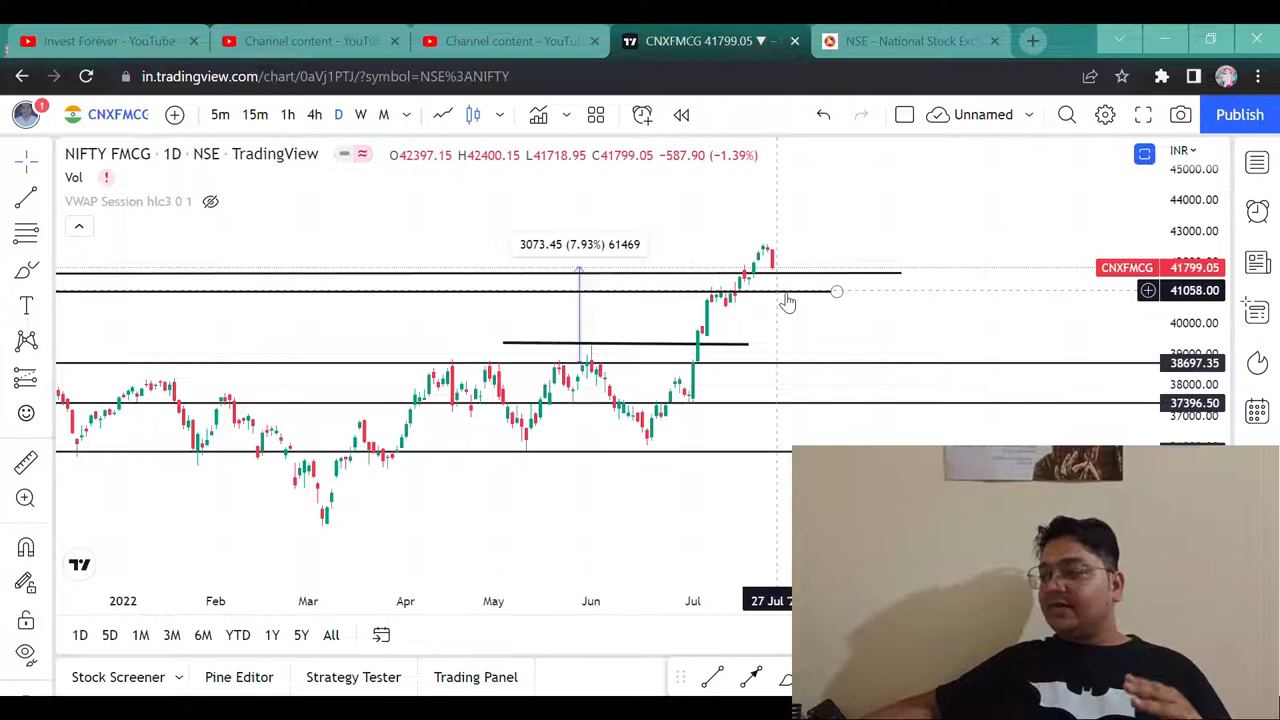 Invest Forever - YouTube
Channel content - YouTu
Channel content - YouTu
CNXFMCG 41799.05 ▼
NSE - National Stock Exc
in.tradingview.com/chart/0aVj1PTJ/?symbol=NSE%3ANIFTY
1
CNXFMCG
5m
15m
1h
4h
D
W
M
Unnamed
Publish
NIFTY FMCG • 1D • NSE • TradingView
O42397.15 H42400.15 L41718.95 C41799.05 −587.90 (−1.39%)
INR
Vol
!
VWAP Session hlc3 0 1
45000.00
44000.00
43000.00
3073.45 (7.93%) 61469
CNXFMCG 41799.05
41058.00
40000.00
38697.35
38000.00
37396.50
37000.00
2022
Feb
Mar
Apr
May
Jun
Jul
27 Jul '
1D
5D
1M
3M
6M
YTD
1Y
5Y
All
Stock Screener
Pine Editor
Strategy Tester
Trading Panel